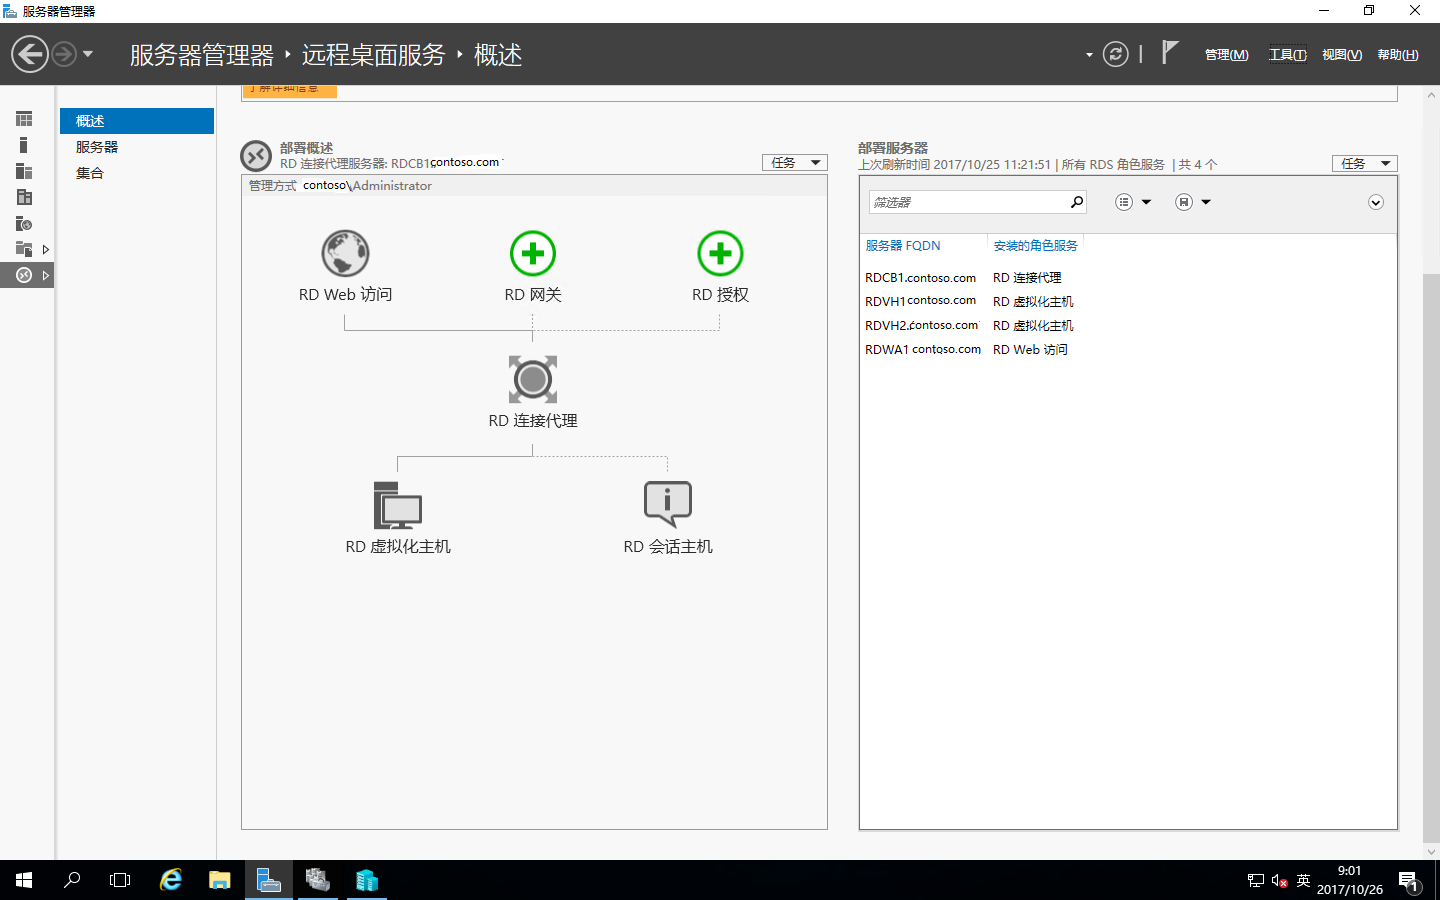 服务器管理器
服务器管理器 · 远程桌面服务 · 概述
管理(M)
工具(T)
视图(V)
帮助(H)
概述
服务器
集合
了解详细信息
部署概述
RD 连接代理服务器: RDCB1contoso.com
任务
管理方式 contoso\Administrator
RD Web 访问
RD 网关
RD 授权
RD 连接代理
RD 虚拟化主机
RD 会话主机
部署服务器
上次刷新时间 2017/10/25 11:21:51 | 所有 RDS 角色服务 | 共 4 个
任务
筛选器
服务器 FQDN 安装的角色服务
RDCB1.contoso.com RD 连接代理
RDVH1contoso.com RD 虚拟化主机
RDVH2.contoso.com RD 虚拟化主机
RDWA1 contoso.com RD Web 访问
英
9:01
2017/10/26
1